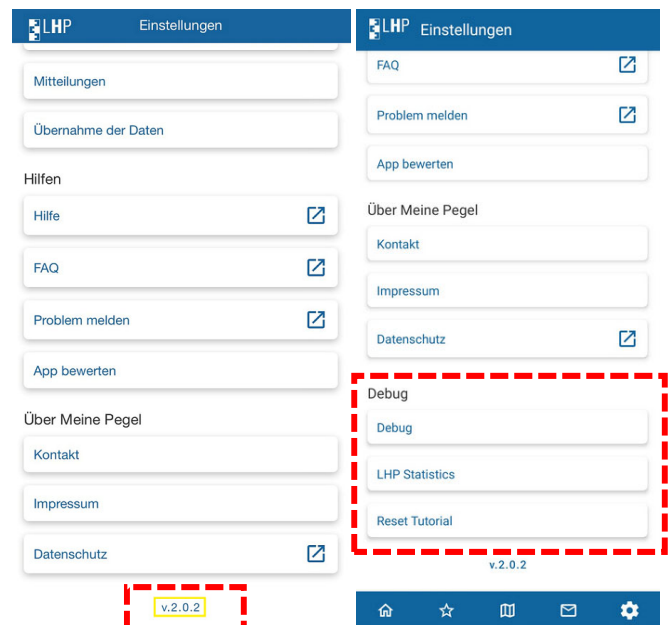 LHP Einstellungen
Mitteilungen
Übernahme der Daten
Hilfen
Hilfe
FAQ
Problem melden
App bewerten
Über Meine Pegel
Kontakt
Impressum
Datenschutz
v.2.0.2
LHP Einstellungen
FAQ
Problem melden
App bewerten
Über Meine Pegel
Kontakt
Impressum
Datenschutz
Debug
Debug
LHP Statistics
Reset Tutorial
v.2.0.2